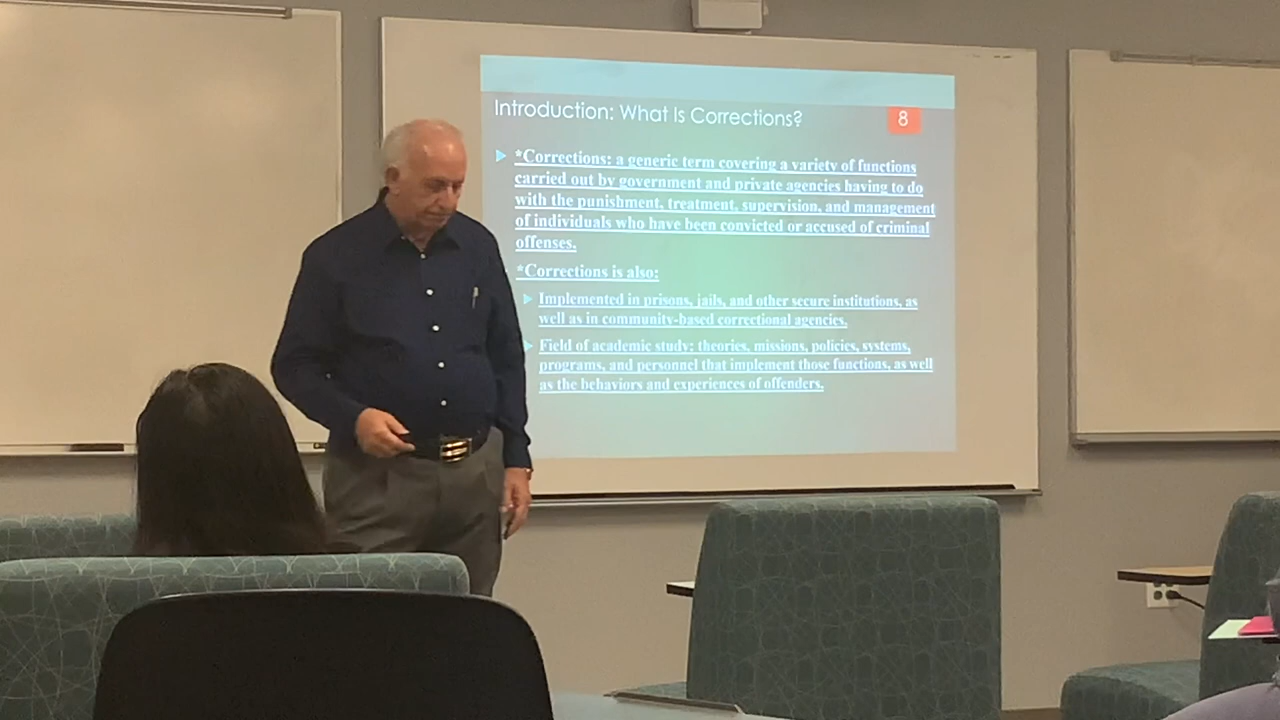 Introduction: What Is Corrections?
8
*Corrections: a generic term covering a variety of functions
carried out by government and private agencies having to do
with the punishment, treatment, supervision, and management
of individuals who have been convicted or accused of criminal
offenses.
*Corrections is also:
Implemented in prisons, jails, and other secure institutions, as
well as in community-based correctional agencies.
Field of academic study: theories, missions, policies, systems,
programs, and personnel that implement those functions, as well
as the behaviors and experiences of offenders.